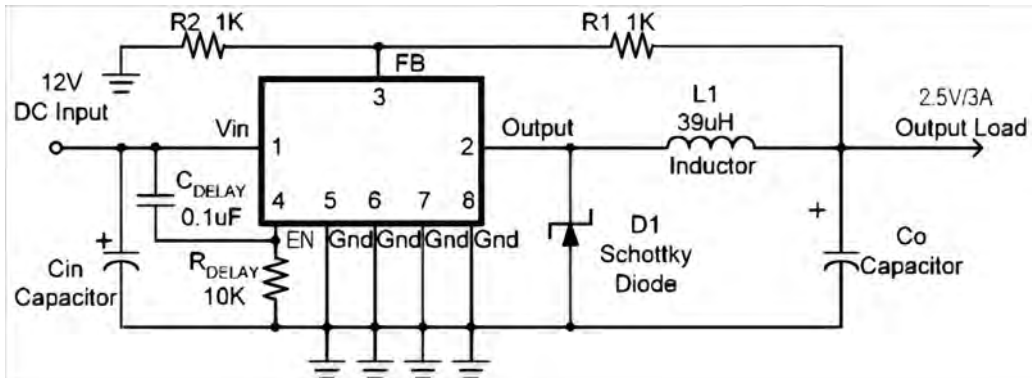 R2 1K
R1 1K
FB
3
12V
DC Input
Vin
1
2
Output
L1
39uH
Inductor
2.5V/3A
Output Load
CDELAY
0.1uF
4
5
6
7
8
EN
Gnd
Gnd
Gnd
Gnd
RDELAY
10K
+
Cin
Capacitor
D1
Schottky
Diode
+
Co
Capacitor